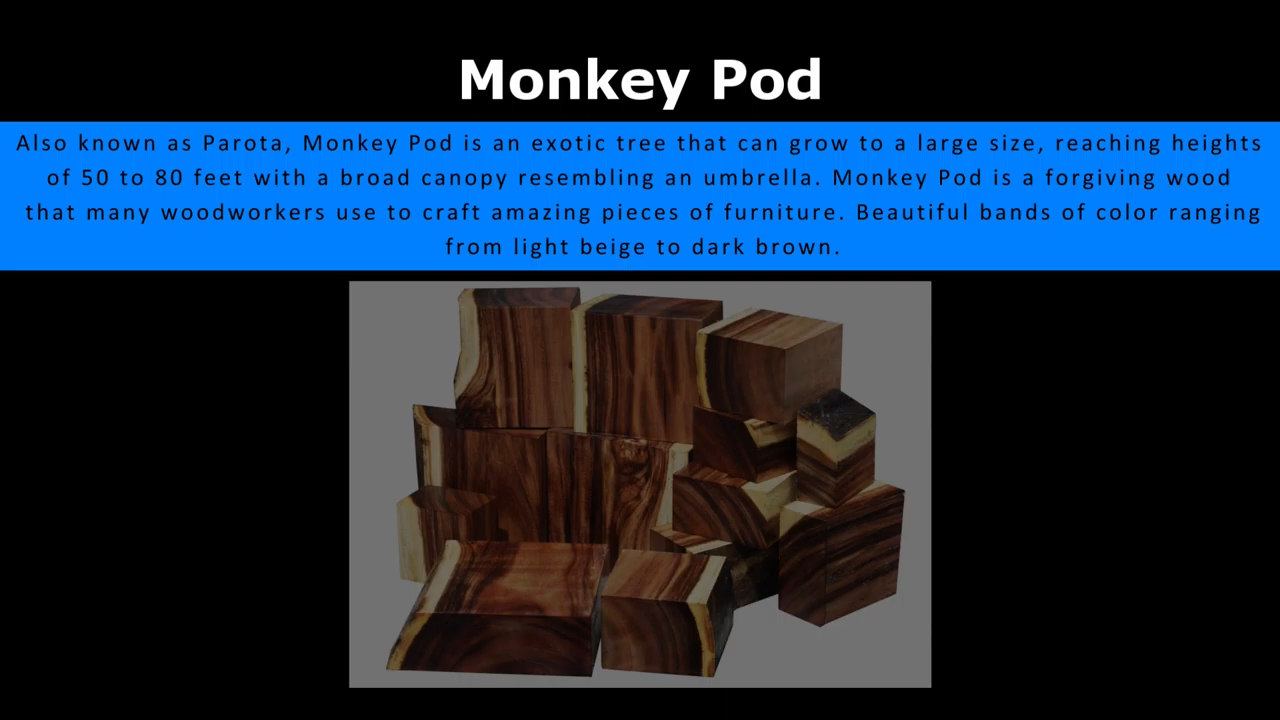 Monkey Pod
Also known as Parota, Monkey Pod is an exotic tree that can grow to a large size, reaching heights
of 50 to 80 feet with a broad canopy resembling an umbrella. Monkey Pod is a forgiving wood
that many woodworkers use to craft amazing pieces of furniture. Beautiful bands of color ranging
from light beige to dark brown.